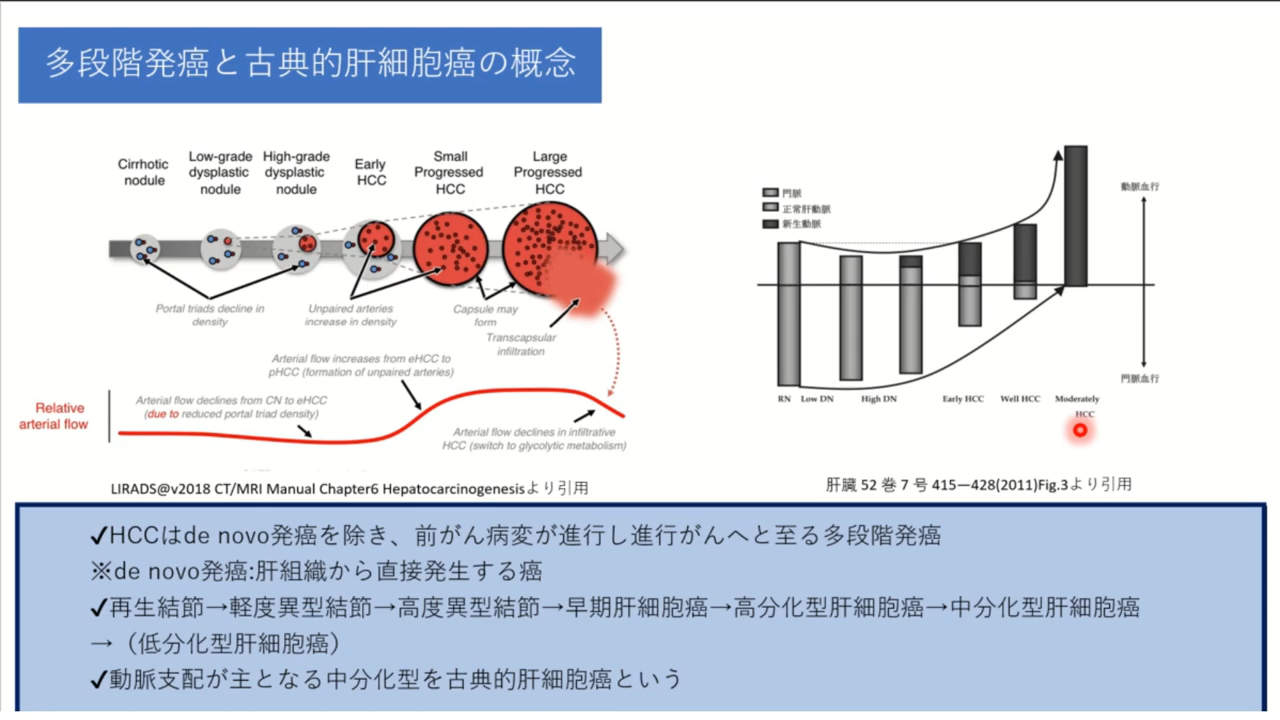 多段階発癌と古典的肝細胞癌の概念
Cirrhotic
nodule
Low-grade
dysplastic
nodule
High-grade
dysplastic
nodule
Early
HCC
Small
Progressed
HCC
Large
Progressed
HCC
Portal triads decline in
density
Unpaired arteries
increase in density
Capsule may
form
Transcapsular
infiltration
Arterial flow increases from eHCC to
pHCC (formation of unpaired arteries)
Arterial flow declines from CN to eHCC
(due to reduced portal triad density)
Relative
arterial flow
Arterial flow declines in infiltrative
HCC (switch to glycolytic metabolism)
LIRADS@v2018 CT/MRI Manual Chapter6 Hepatocarcinogenesisより引用
門脈
正常肝動脈
新生動脈
動脈血行
門脈血行
RN Low DN High DN Early HCC Well HCC Moderately
HCC
肝臓 52 巻 7 号 415—428(2011)Fig.3より引用
✓HCCはde novo発癌を除き、前がん病変が進行し進行がんへと至る多段階発癌
※de novo発癌:肝組織から直接発生する癌
✓再生結節→軽度異型結節→高度異型結節→早期肝細胞癌→高分化型肝細胞癌→中分化型肝細胞癌
→（低分化型肝細胞癌）
✓動脈支配が主となる中分化型を古典的肝細胞癌という